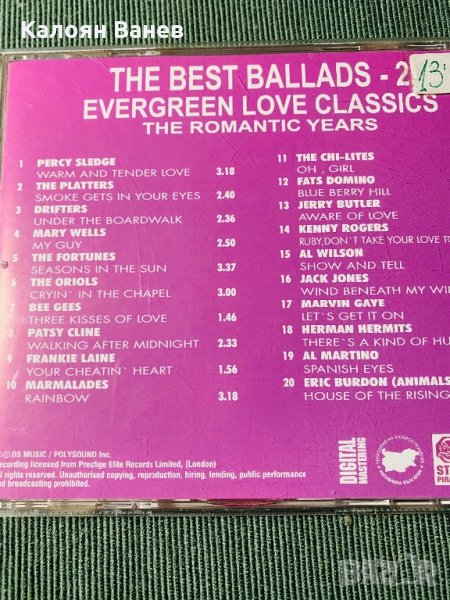 Калоян Ванев
THE BEST BALLADS - 2
13
EVERGREEN LOVE CLASSICS
THE ROMANTIC YEARS
1 PERCY SLEDGE
WARM AND TENDER LOVE 3.18
2 THE PLATTERS
SMOKE GETS IN YOUR EYES 2.40
3 DRIFTERS
UNDER THE BOARDWALK 2.36
4 MARY WELLS
MY GUY 2.50
5 THE FORTUNES
SEASONS IN THE SUN 3.37
6 THE ORIOLS
CRYIN` IN THE CHAPEL 3.00
7 BEE GEES
THREE KISSES OF LOVE 1.46
8 PATSY CLINE
WALKING AFTER MIDNIGHT 2.33
9 FRANKIE LAINE
YOUR CHEATIN` HEART 1.56
10 MARMALADES
RAINBOW 3.18
11 THE CHI-LITES
OH , GIRL
12 FATS DOMINO
BLUE BERRY HILL
13 JERRY BUTLER
AWARE OF LOVE
14 KENNY ROGERS
RUBY,DON`T TAKE YOUR LOVE TO
15 AL WILSON
SHOW AND TELL
16 JACK JONES
WIND BENEATH MY WI
17 MARVIN GAYE
LET`S GET IT ON
18 HERMAN HERMITS
THERE`S A KIND OF HU
19 AL MARTINO
SPANISH EYES
20 ERIC BURDON (ANIMALS
HOUSE OF THE RISING
℗© DS MUSIC / POLYSOUND Inc.
ecording licensed from Prestige Elite Records Limited, (London)
ll rights reserved. Unauthorised copying, reproduction, hiring, lending, public performance
nd broadcasting prohibited.
DIGITAL
MASTERING
ST
PIRA